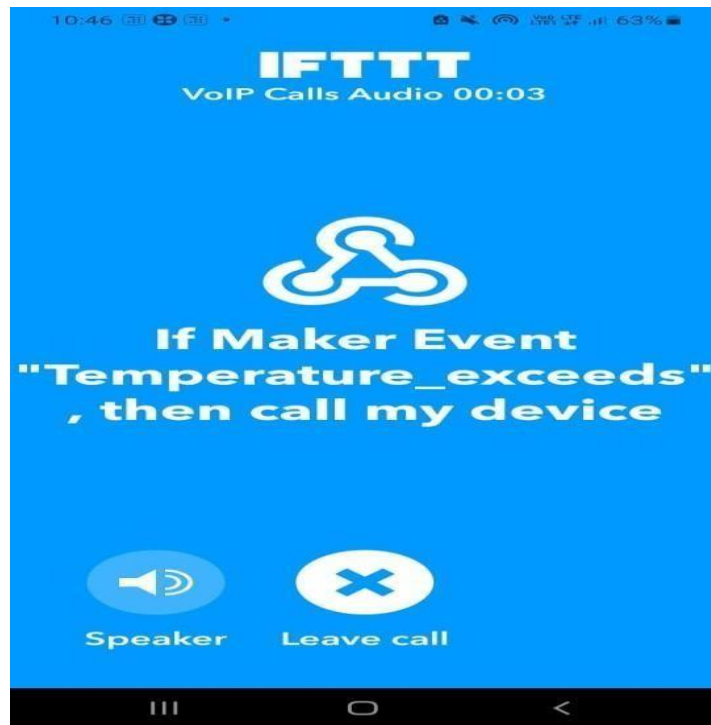 10:46
63%
IFTTT
VoIP Calls Audio 00:03
If Maker Event
"Temperature_exceeds"
, then call my device
Speaker Leave call